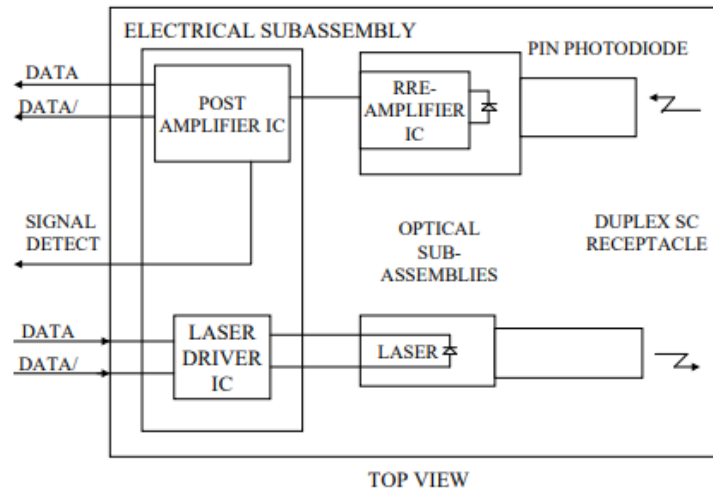 ELECTRICAL SUBASSEMBLY
PIN PHOTODIODE
DATA
DATA/
POST
AMPLIFIER IC
RRE-
AMPLIFIER
IC
SIGNAL
DETECT
OPTICAL
SUB-
ASSEMBLIES
DUPLEX SC
RECEPTACLE
DATA
DATA/
LASER
DRIVER
IC
LASER
TOP VIEW